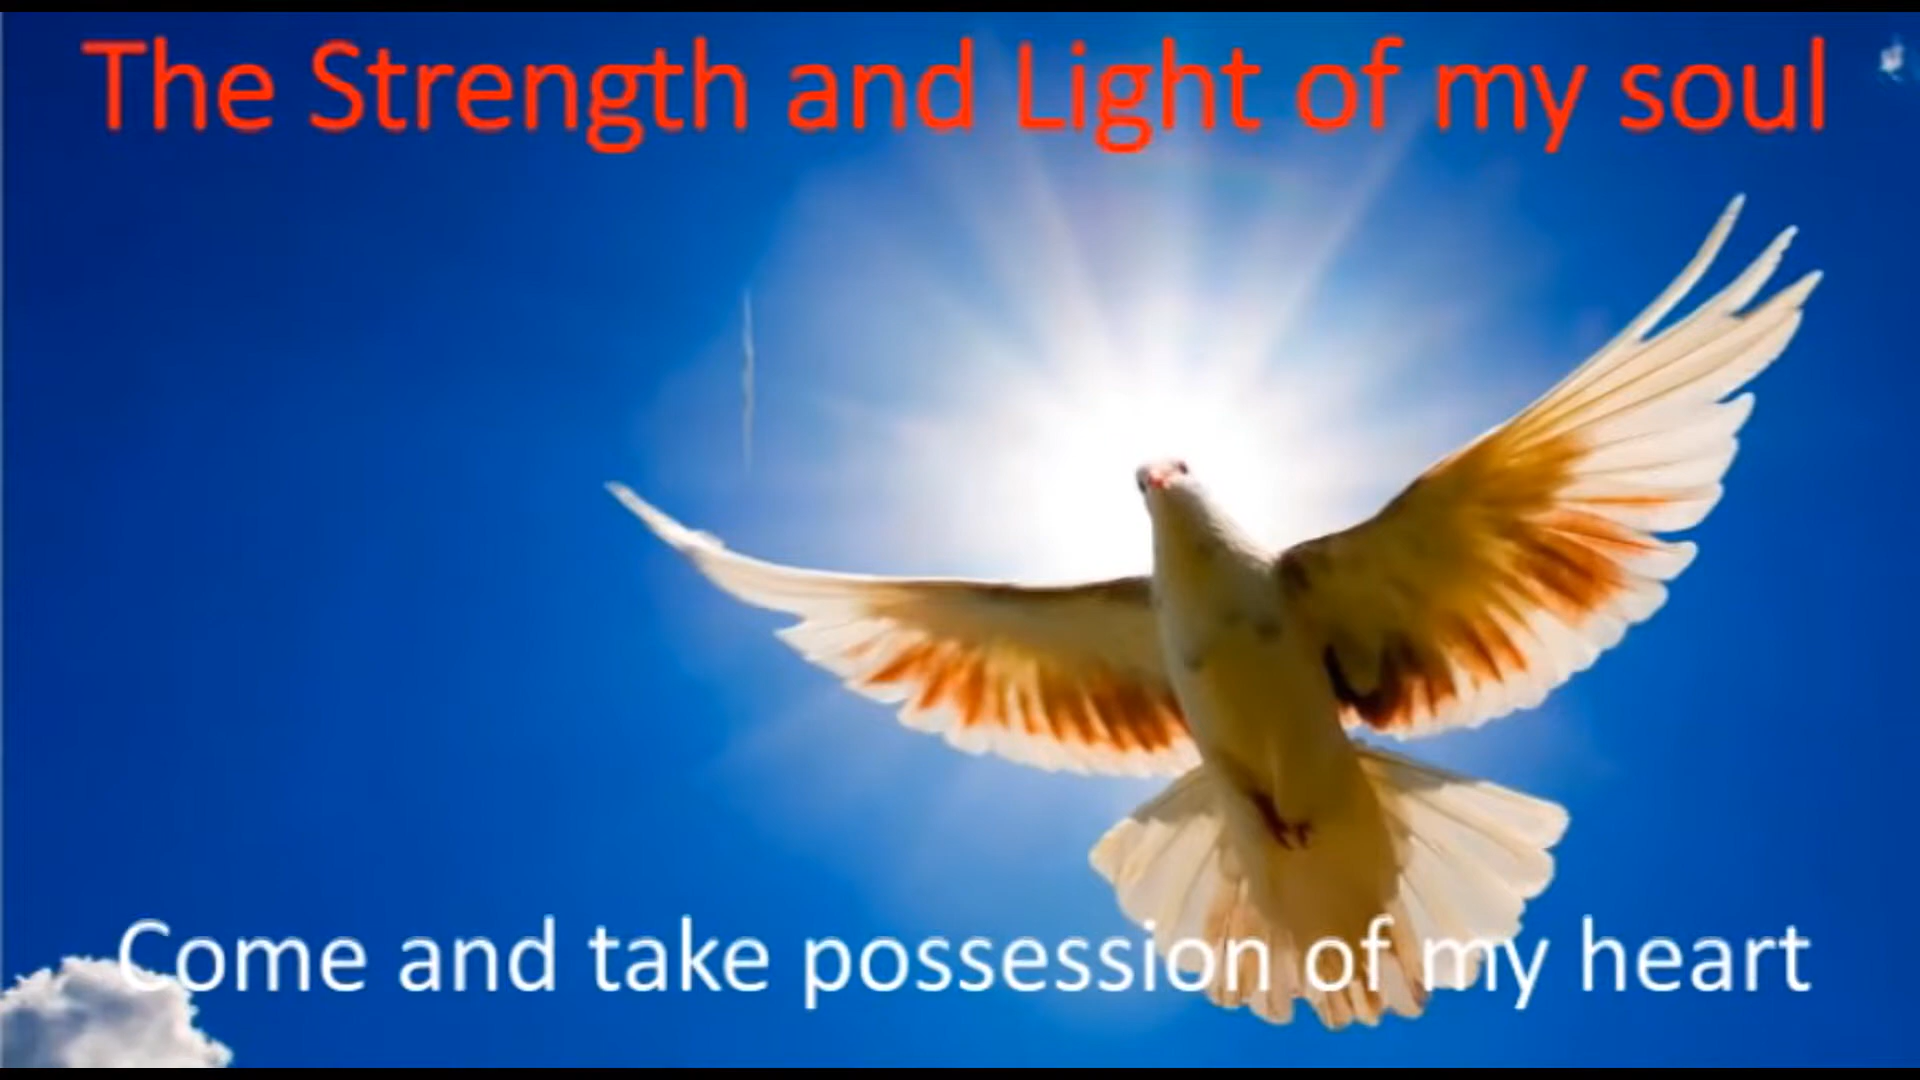 The Strength and Light of my soul
Come and take possession of my heart